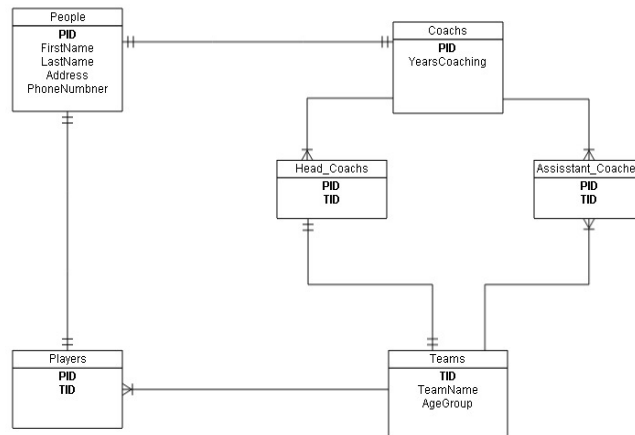 People
PID
FirstName
LastName
Address
PhoneNumbner
Coachs
PID
YearsCoaching
Head_Coachs
PID
TID
Assisstant_Coache
PID
TID
Players
PID
TID
Teams
TID
TeamName
AgeGroup